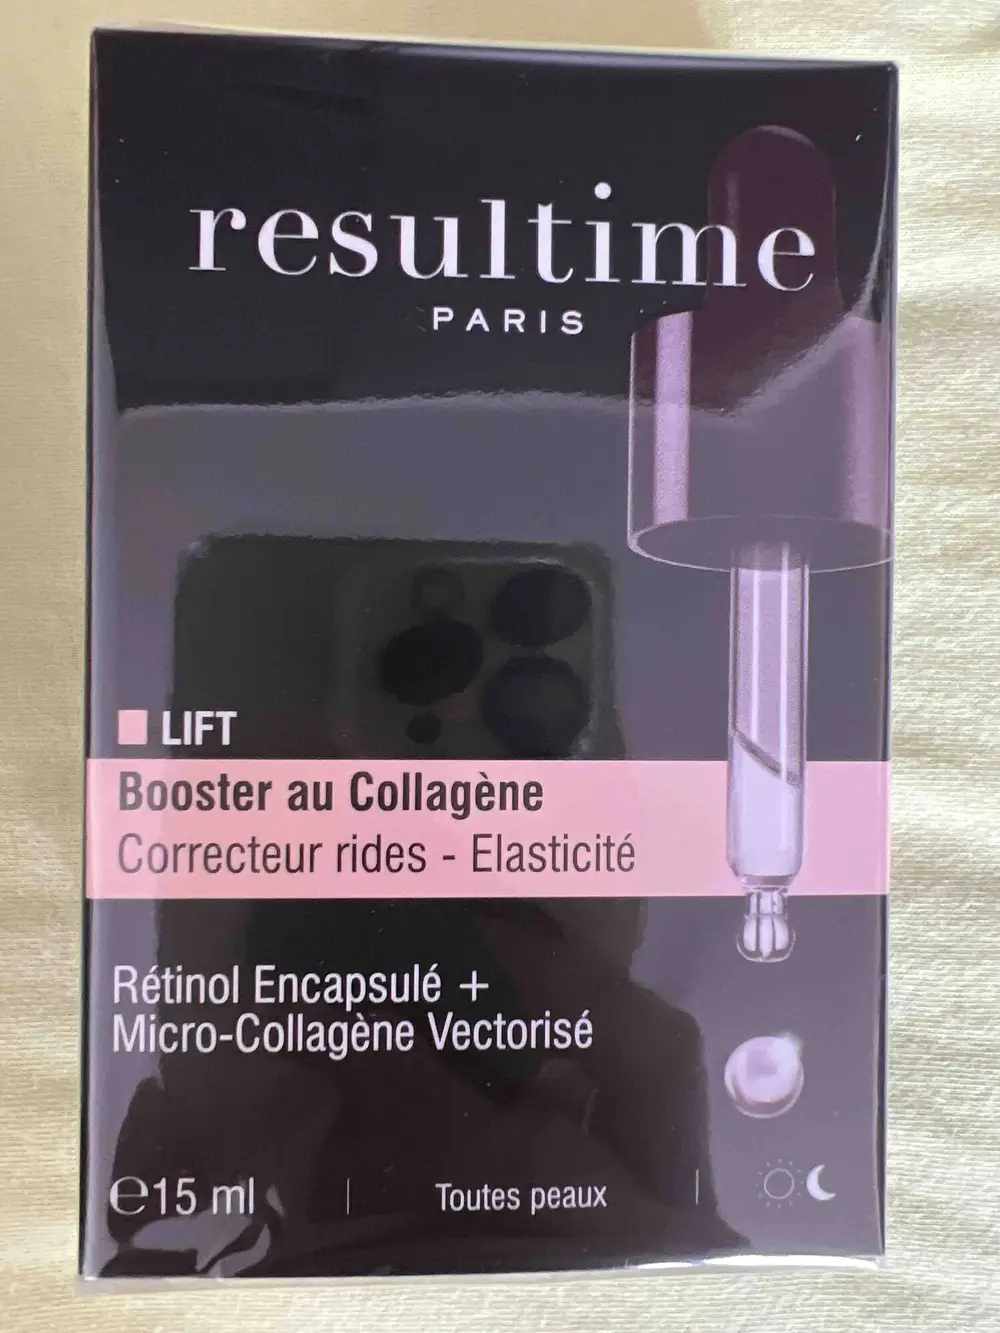 resultime
PARIS
LIFT
Booster au Collagène
Correcteur rides - Elasticité
Rétinol Encapsulé +
Micro-Collagène Vectorisé
℮15 ml | Toutes peaux |